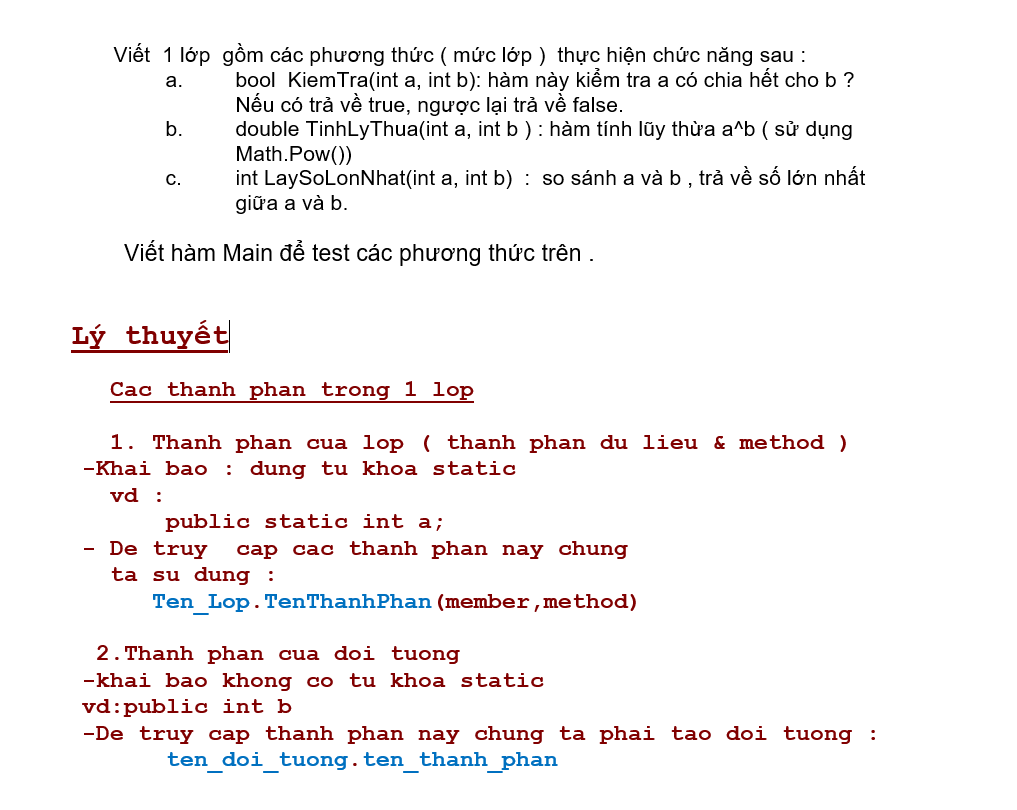 Viết 1 lớp gồm các phương thức ( mức lớp ) thực hiện chức năng sau :
a. bool KiemTra(int a, int b): hàm này kiểm tra a có chia hết cho b ?
Nếu có trả về true, ngược lại trả về false.
b. double TinhLyThua(int a, int b ) : hàm tính lũy thừa a^b ( sử dụng
Math.Pow())
c. int LaySoLonNhat(int a, int b) : so sánh a và b , trả về số lớn nhất
giữa a và b.
Viết hàm Main để test các phương thức trên .
Lý thuyết
Cac thanh phan trong 1 lop
1. Thanh phan cua lop ( thanh phan du lieu & method )
-Khai bao : dung tu khoa static
vd :
public static int a;
- De truy cap cac thanh phan nay chung
ta su dung :
Ten_Lop.TenThanhPhan(member,method)
2.Thanh phan cua doi tuong
-khai bao khong co tu khoa static
vd:public int b
-De truy cap thanh phan nay chung ta phai tao doi tuong :
ten_doi_tuong.ten_thanh_phan